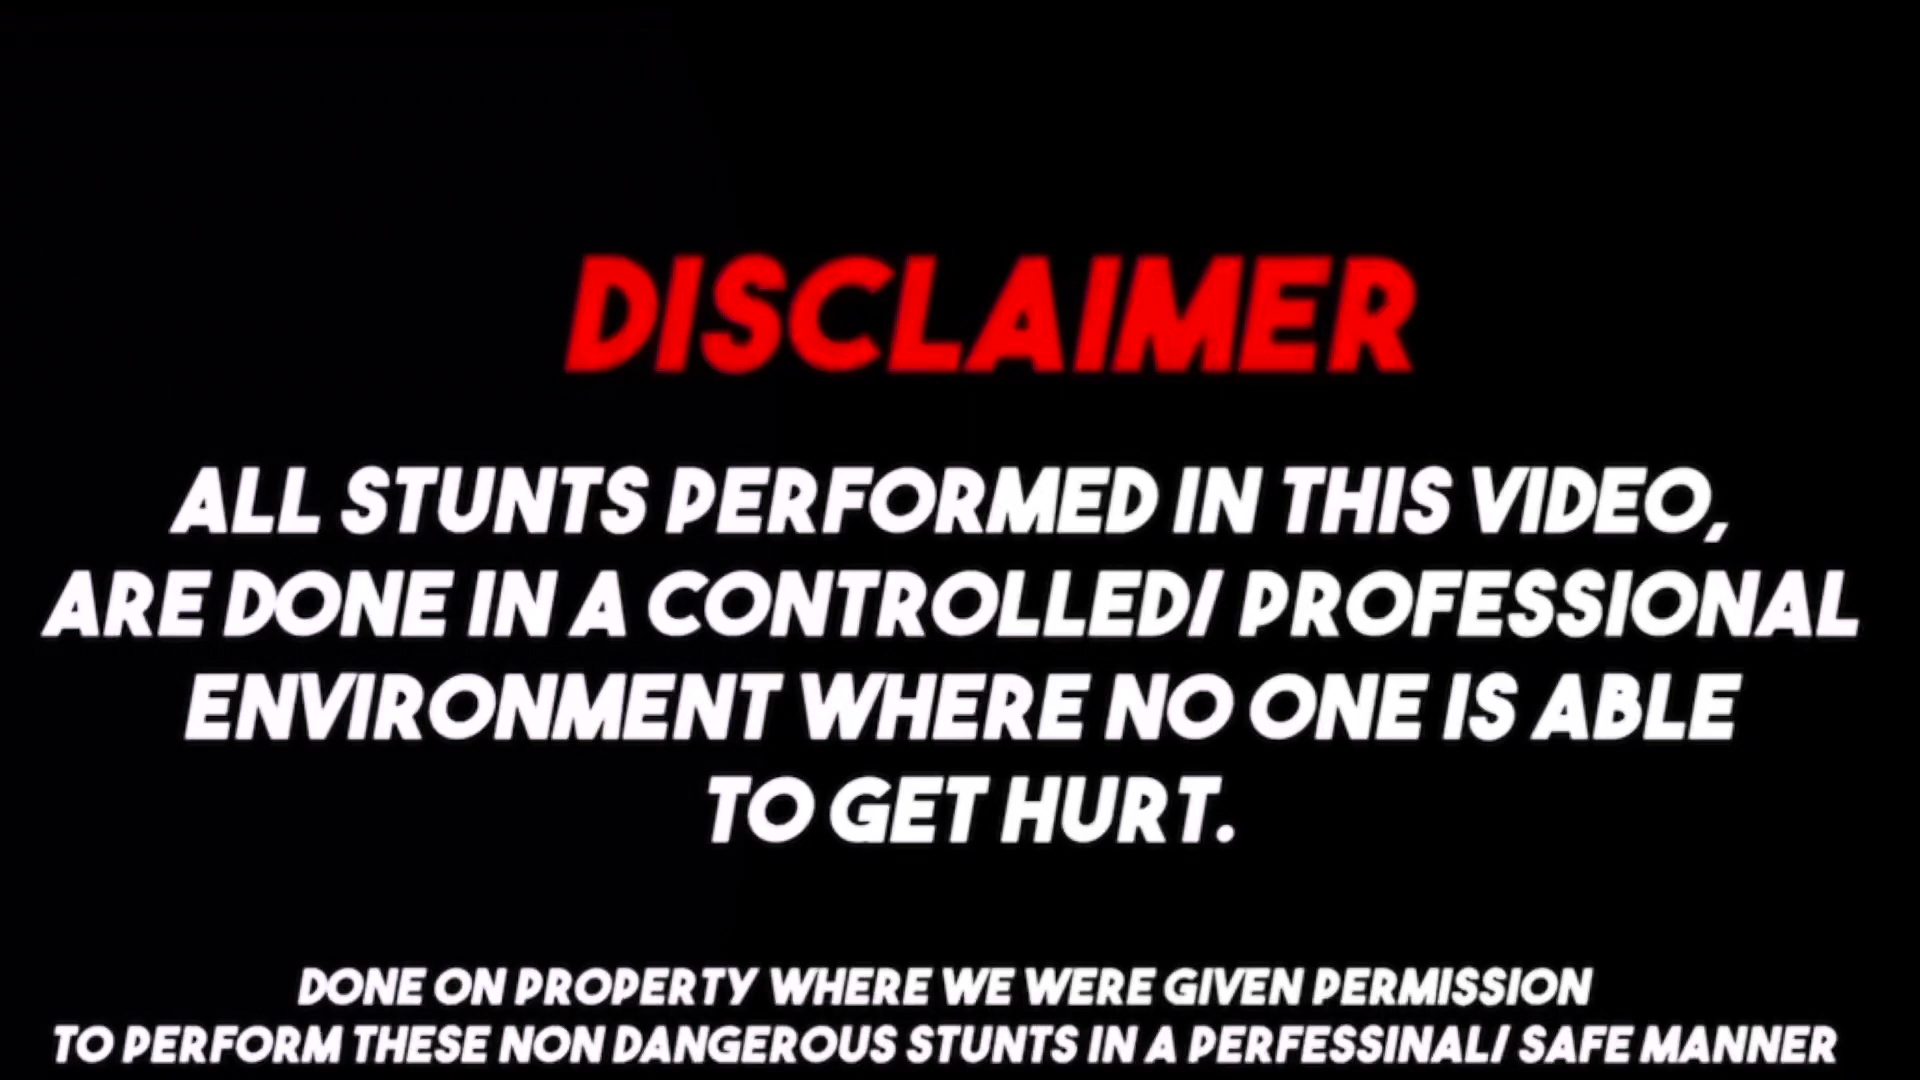 DISCLAIMER
ALL STUNTS PERFORMED IN THIS VIDEO,
ARE DONE IN A CONTROLLED/ PROFESSIONAL
ENVIRONMENT WHERE NO ONE IS ABLE
TO GET HURT.
DONE ON PROPERTY WHERE WE WERE GIVEN PERMISSION
TO PERFORM THESE NON DANGEROUS STUNTS IN A PERFESSINAL/ SAFE MANNER